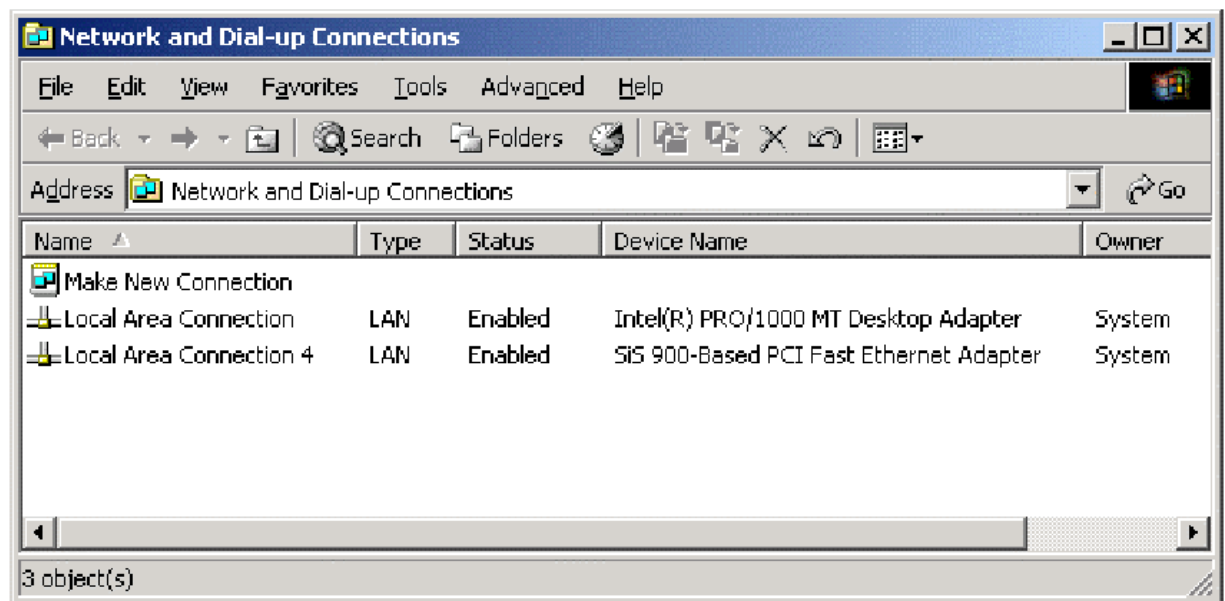 Network and Dial-up Connections
File Edit View Favorites Tools Advanced Help
Back Search Folders
Address Network and Dial-up Connections Go
Name Type Status Device Name Owner
Make New Connection
Local Area Connection LAN Enabled Intel(R) PRO/1000 MT Desktop Adapter System
Local Area Connection 4 LAN Enabled SiS 900-Based PCI Fast Ethernet Adapter System
3 object(s)